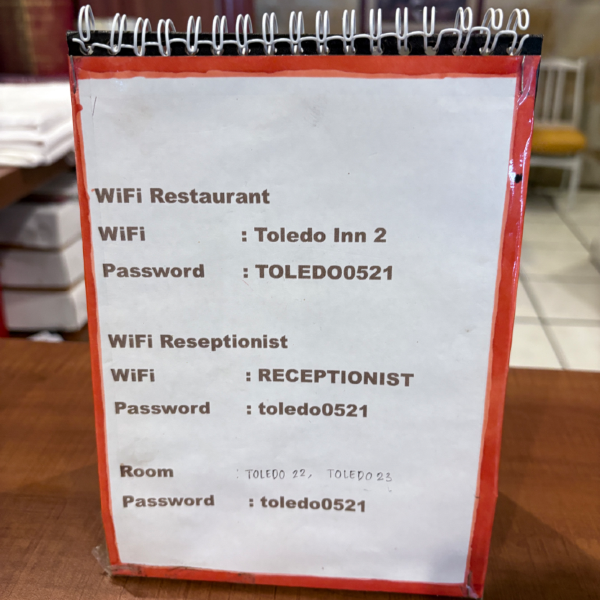 WiFi Restaurant
WiFi : Toledo Inn 2
Password : TOLEDO0521
WiFi Reseptionist
WiFi : RECEPTIONIST
Password : toledo0521
Room : TOLEDO 22, TOLEDO 23
Password : toledo0521